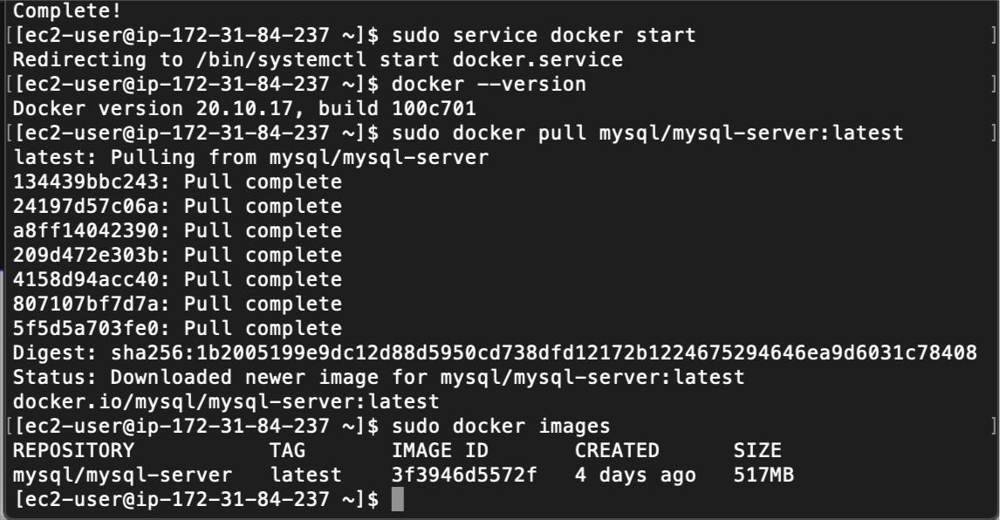 Complete!
[[ec2-user@ip-172-31-84-237 ~]$ sudo service docker start ]
Redirecting to /bin/systemctl start docker.service
[[ec2-user@ip-172-31-84-237 ~]$ docker --version ]
Docker version 20.10.17, build 100c701
[[ec2-user@ip-172-31-84-237 ~]$ sudo docker pull mysql/mysql-server:latest ]
latest: Pulling from mysql/mysql-server
134439bbc243: Pull complete
24197d57c06a: Pull complete
a8ff14042390: Pull complete
209d472e303b: Pull complete
4158d94acc40: Pull complete
807107bf7d7a: Pull complete
5f5d5a703fe0: Pull complete
Digest: sha256:1b2005199e9dc12d88d5950cd738dfd12172b1224675294646ea9d6031c78408
Status: Downloaded newer image for mysql/mysql-server:latest
docker.io/mysql/mysql-server:latest
[[ec2-user@ip-172-31-84-237 ~]$ sudo docker images ]
REPOSITORY TAG IMAGE ID CREATED SIZE
mysql/mysql-server latest 3f3946d5572f 4 days ago 517MB
[ec2-user@ip-172-31-84-237 ~]$